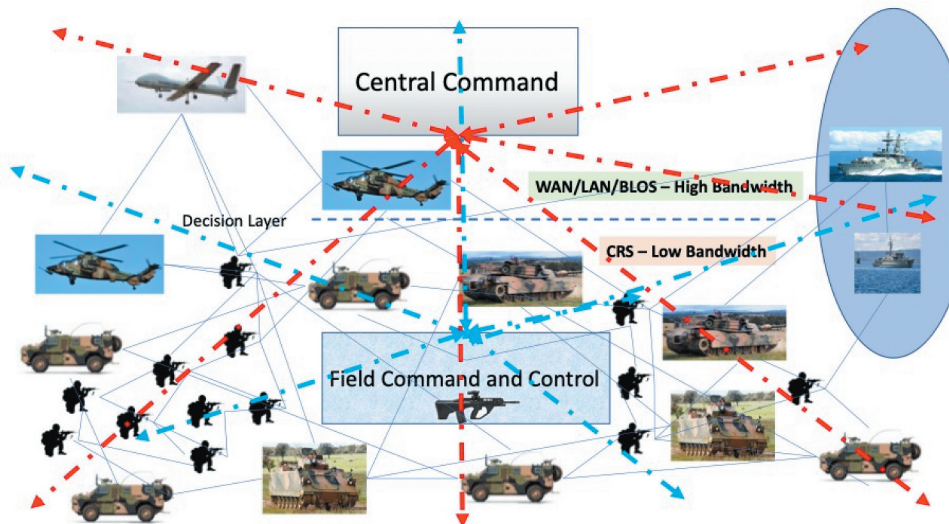 Central Command
WAN/LAN/BLOS – High Bandwidth
Decision Layer
CRS – Low Bandwidth
Field Command and Control